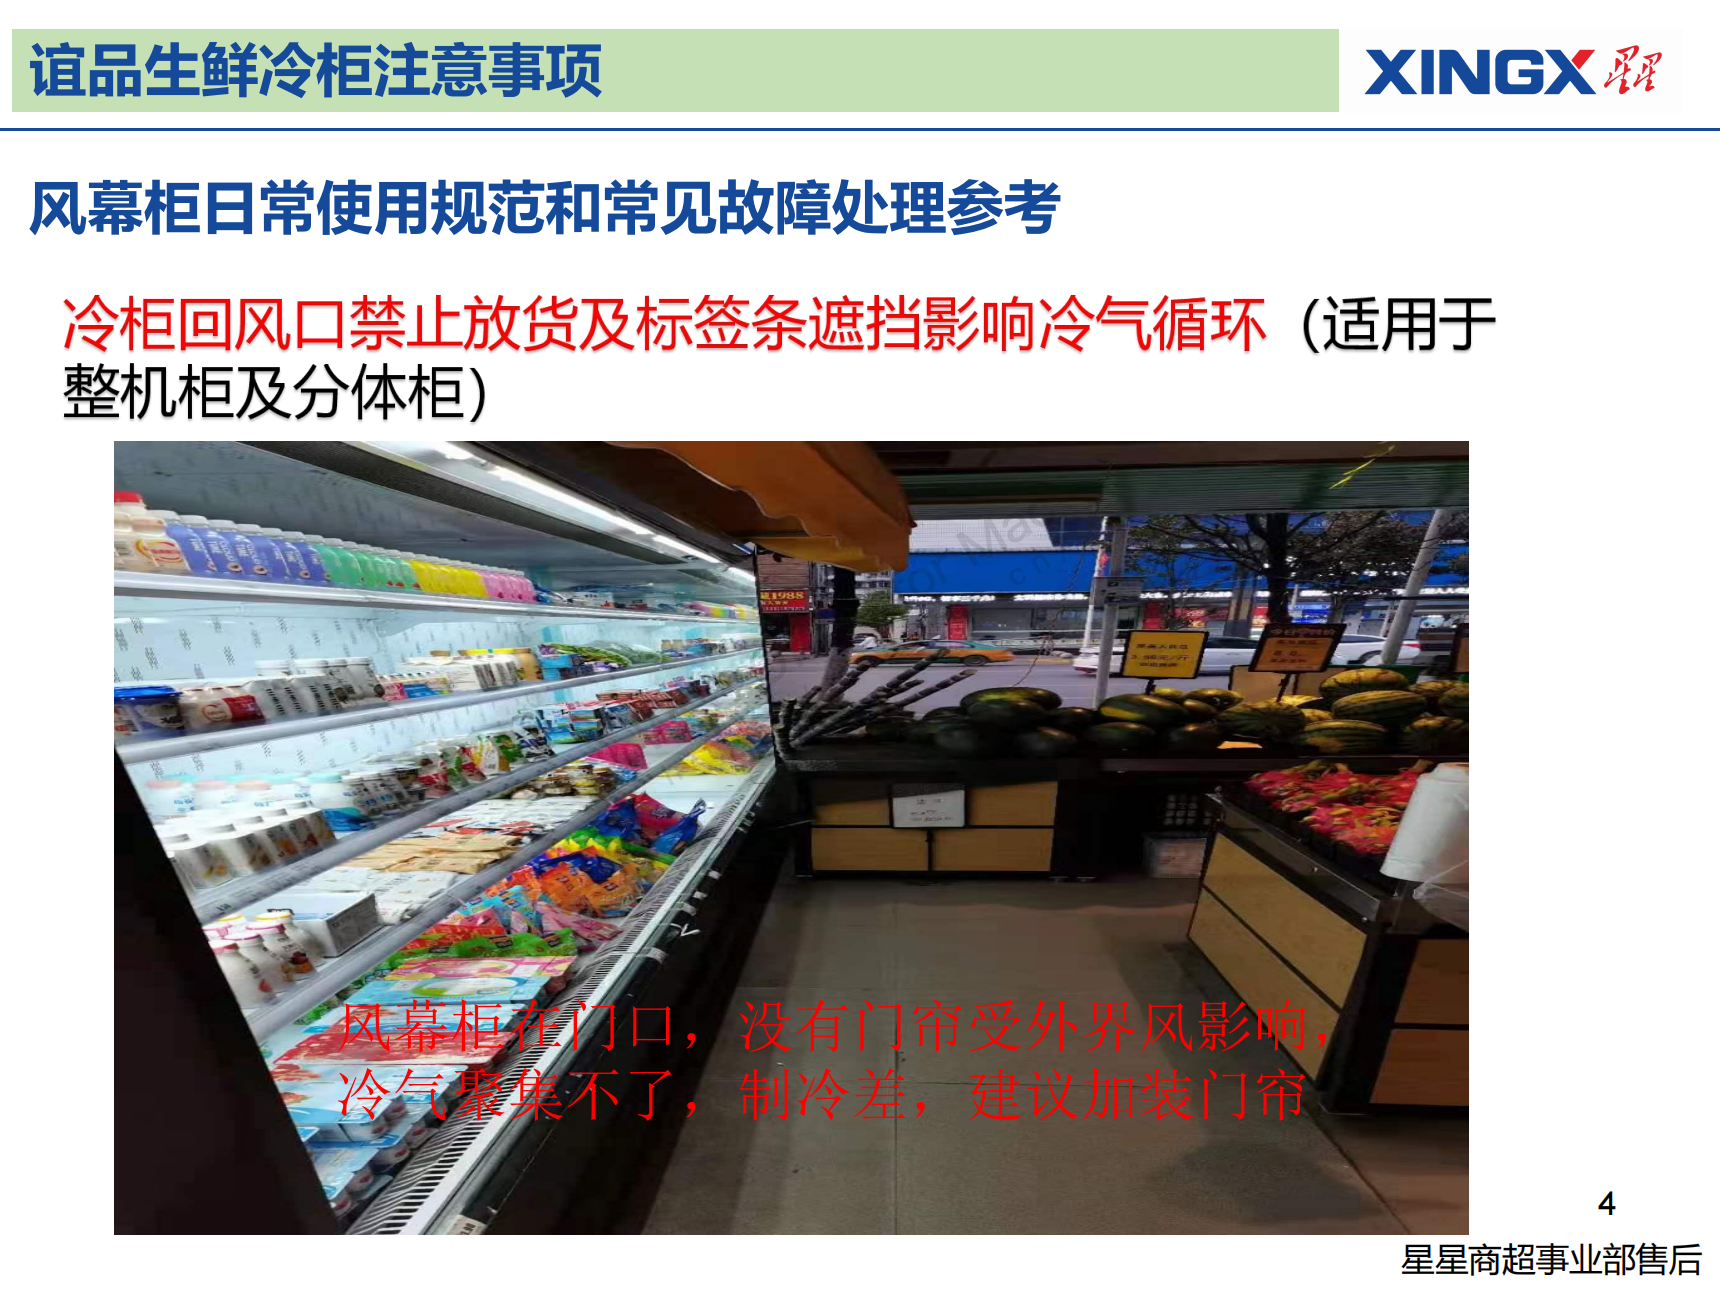 谊品生鲜冷柜注意事项
XINGX 星星
风幕柜日常使用规范和常见故障处理参考
冷柜回风口禁止放货及标签条遮挡影响冷气循环（适用于
整机柜及分体柜）
1988
风幕柜在门口，没有门帘受外界风影响，
冷气聚集不了，制冷差，建议加装门帘
4
星星商超事业部售后